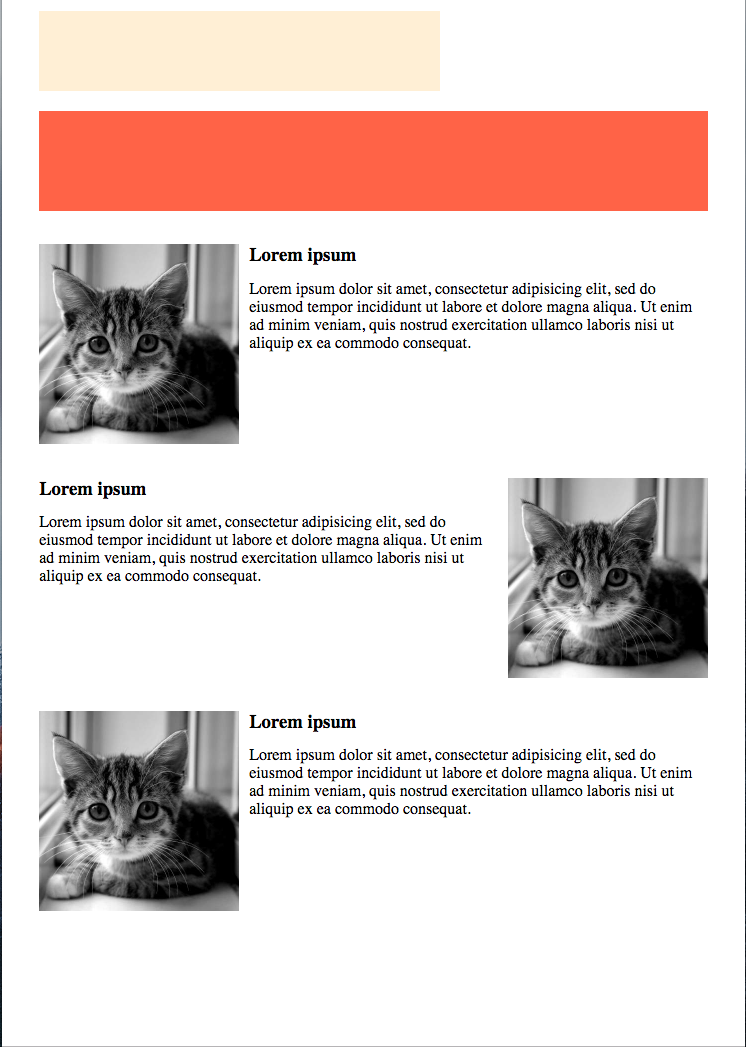 Lorem ipsum
Lorem ipsum dolor sit amet, consectetur adipisicing elit, sed do
eiusmod tempor incididunt ut labore et dolore magna aliqua. Ut enim
ad minim veniam, quis nostrud exercitation ullamco laboris nisi ut
aliquip ex ea commodo consequat.
Lorem ipsum
Lorem ipsum dolor sit amet, consectetur adipisicing elit, sed do
eiusmod tempor incididunt ut labore et dolore magna aliqua. Ut enim
ad minim veniam, quis nostrud exercitation ullamco laboris nisi ut
aliquip ex ea commodo consequat.
Lorem ipsum
Lorem ipsum dolor sit amet, consectetur adipisicing elit, sed do
eiusmod tempor incididunt ut labore et dolore magna aliqua. Ut enim
ad minim veniam, quis nostrud exercitation ullamco laboris nisi ut
aliquip ex ea commodo consequat.